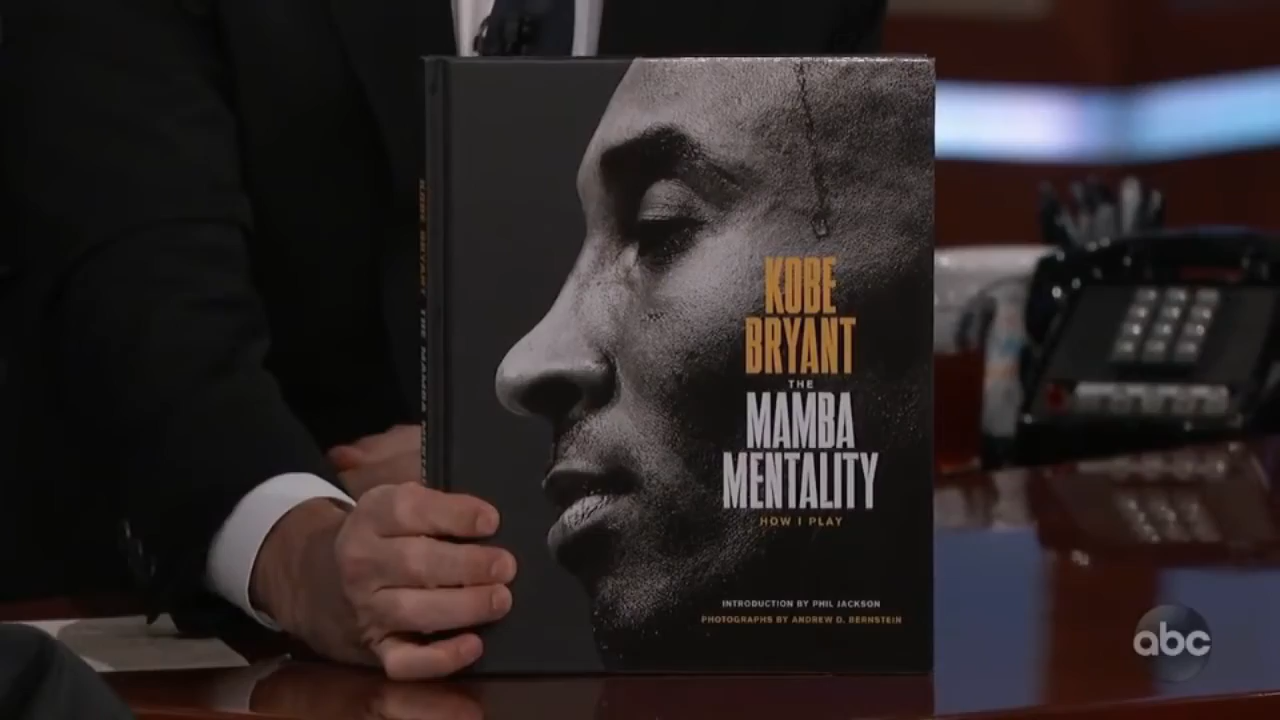 KOBE
BRYANT
THE
MAMBA
MENTALITY
HOW I PLAY
INTRODUCTION BY PHIL JACKSON
PHOTOGRAPHS BY ANDREW D. BERNSTEIN
KOBE BRYANT THE MAMBA
abc